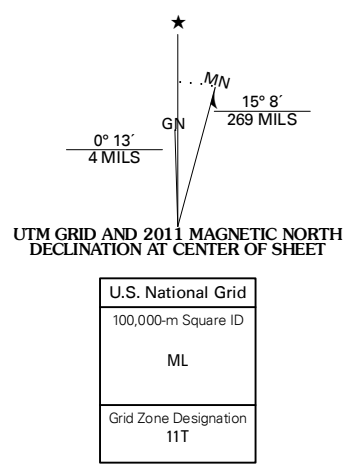 ★
MN
15° 8´
269 MILS
GN
0° 13´
4 MILS
UTM GRID AND 2011 MAGNETIC NORTH
DECLINATION AT CENTER OF SHEET
U.S. National Grid
100,000-m Square ID
ML
Grid Zone Designation
11T